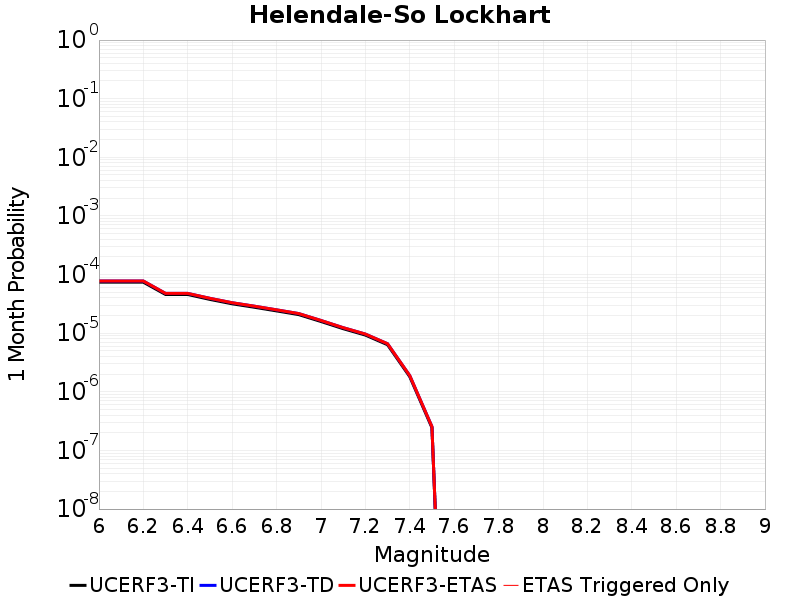 Helendale-So Lockhart
1 Month Probability
10^0
10^-1
10^-2
10^-3
10^-4
10^-5
10^-6
10^-7
10^-8
6 6.2 6.4 6.6 6.8 7 7.2 7.4 7.6 7.8 8 8.2 8.4 8.6 8.8 9
Magnitude
UCERF3-TI UCERF3-TD UCERF3-ETAS ETAS Triggered Only